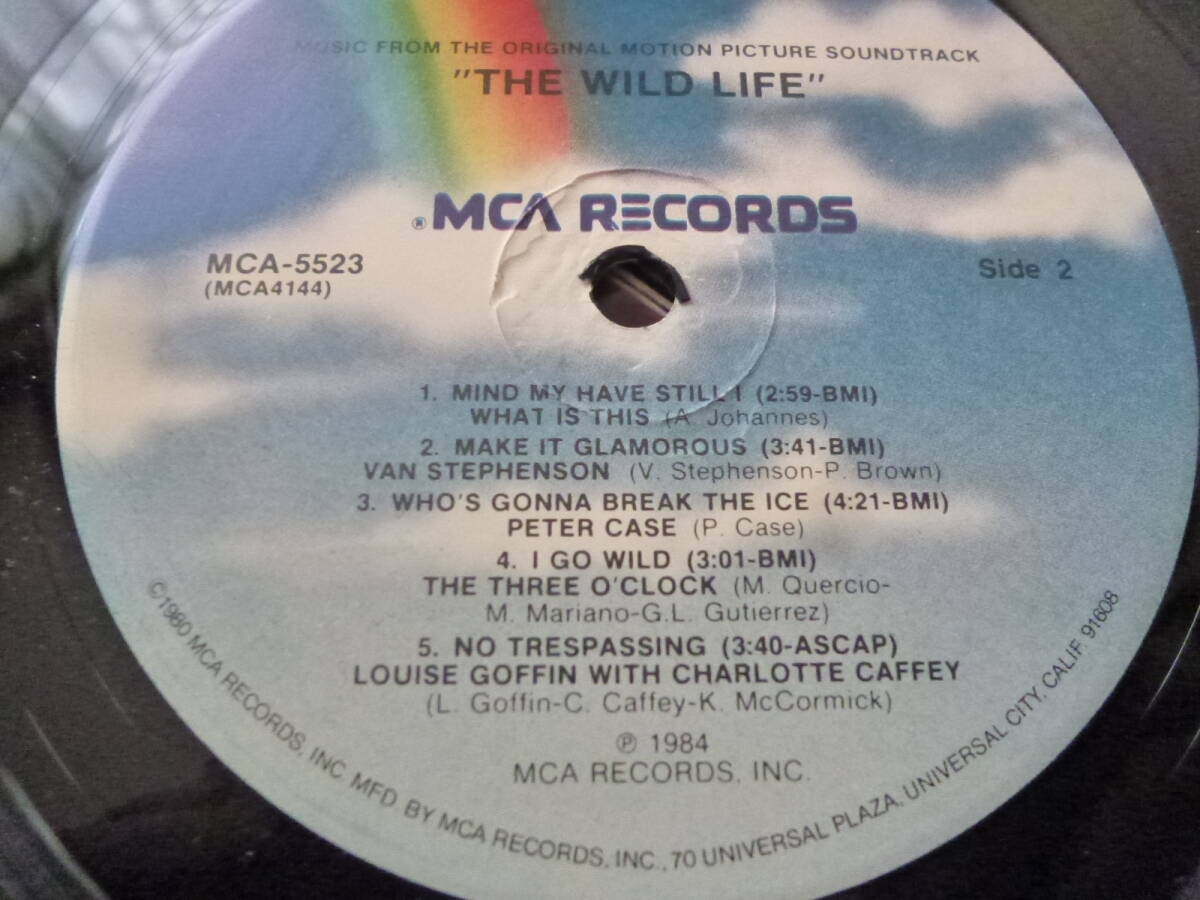 MUSIC FROM THE ORIGINAL MOTION PICTURE SOUNDTRACK
"THE WILD LIFE"
® MCA RECORDS
MCA-5523
(MCA4144)
Side 2
1. MIND MY HAVE STILL I (2:59-BMI)
WHAT IS THIS (A. Johannes)
2. MAKE IT GLAMOROUS (3:41-BMI)
VAN STEPHENSON (V. Stephenson-P. Brown)
3. WHO'S GONNA BREAK THE ICE (4:21-BMI)
PETER CASE (P. Case)
4. I GO WILD (3:01-BMI)
THE THREE O'CLOCK (M. Quercio-
M. Mariano-G.L. Gutierrez)
5. NO TRESPASSING (3:40-ASCAP)
LOUISE GOFFIN WITH CHARLOTTE CAFFEY
(L. Goffin-C. Caffey-K. McCormick)
℗ 1984
MCA RECORDS, INC.
©1980 MCA RECORDS, INC. MFD BY MCA RECORDS, INC., 70 UNIVERSAL PLAZA, UNIVERSAL CITY, CALIF 91608